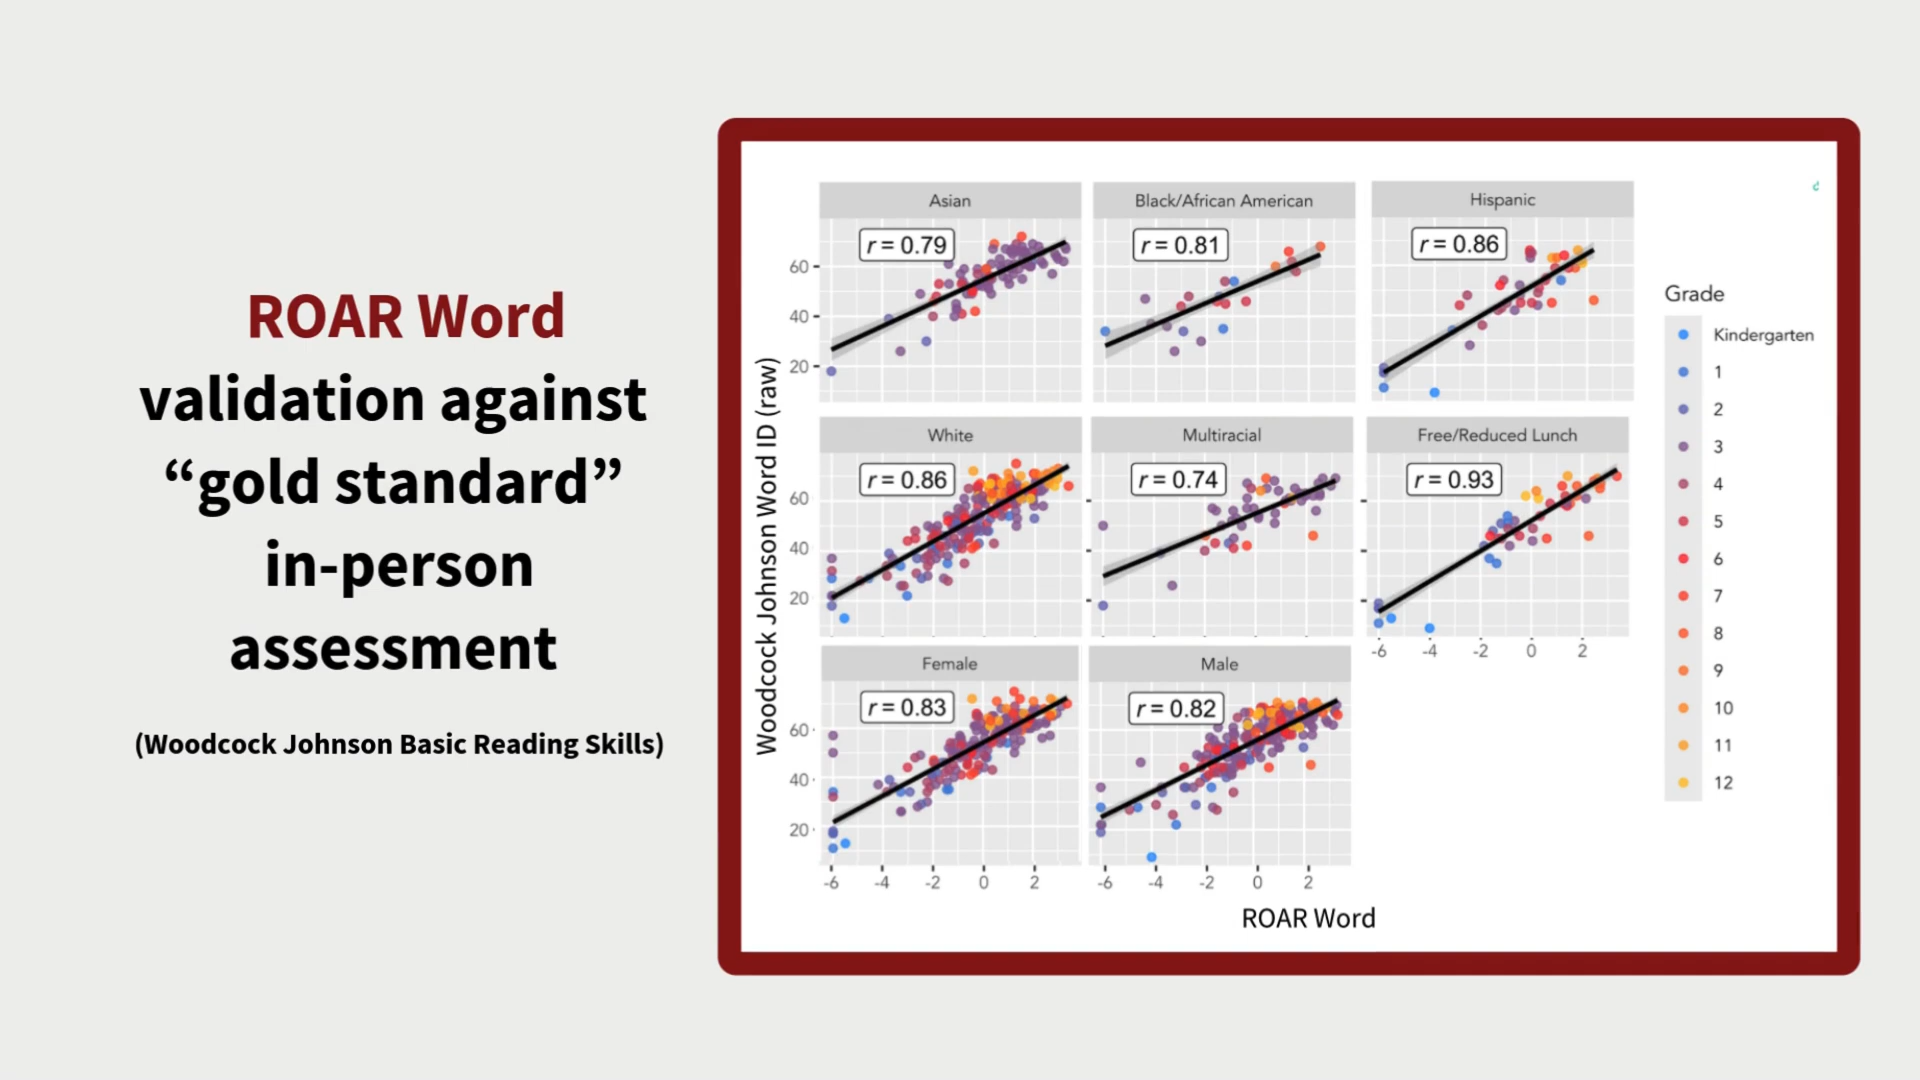 ROAR Word
validation against
“gold standard”
in-person
assessment
(Woodcock Johnson Basic Reading Skills)
Woodcock Johnson Word ID (raw)
Asian
r = 0.79
60
40
20
Black/African American
r = 0.81
Hispanic
r = 0.86
White
r = 0.86
60
40
20
Multiracial
r = 0.74
Free/Reduced Lunch
r = 0.93
-6 -4 -2 0 2
Female
r = 0.83
60
40
20
-6 -4 -2 0 2
Male
r = 0.82
-6 -4 -2 0 2
ROAR Word
Grade
Kindergarten
1
2
3
4
5
6
7
8
9
10
11
12